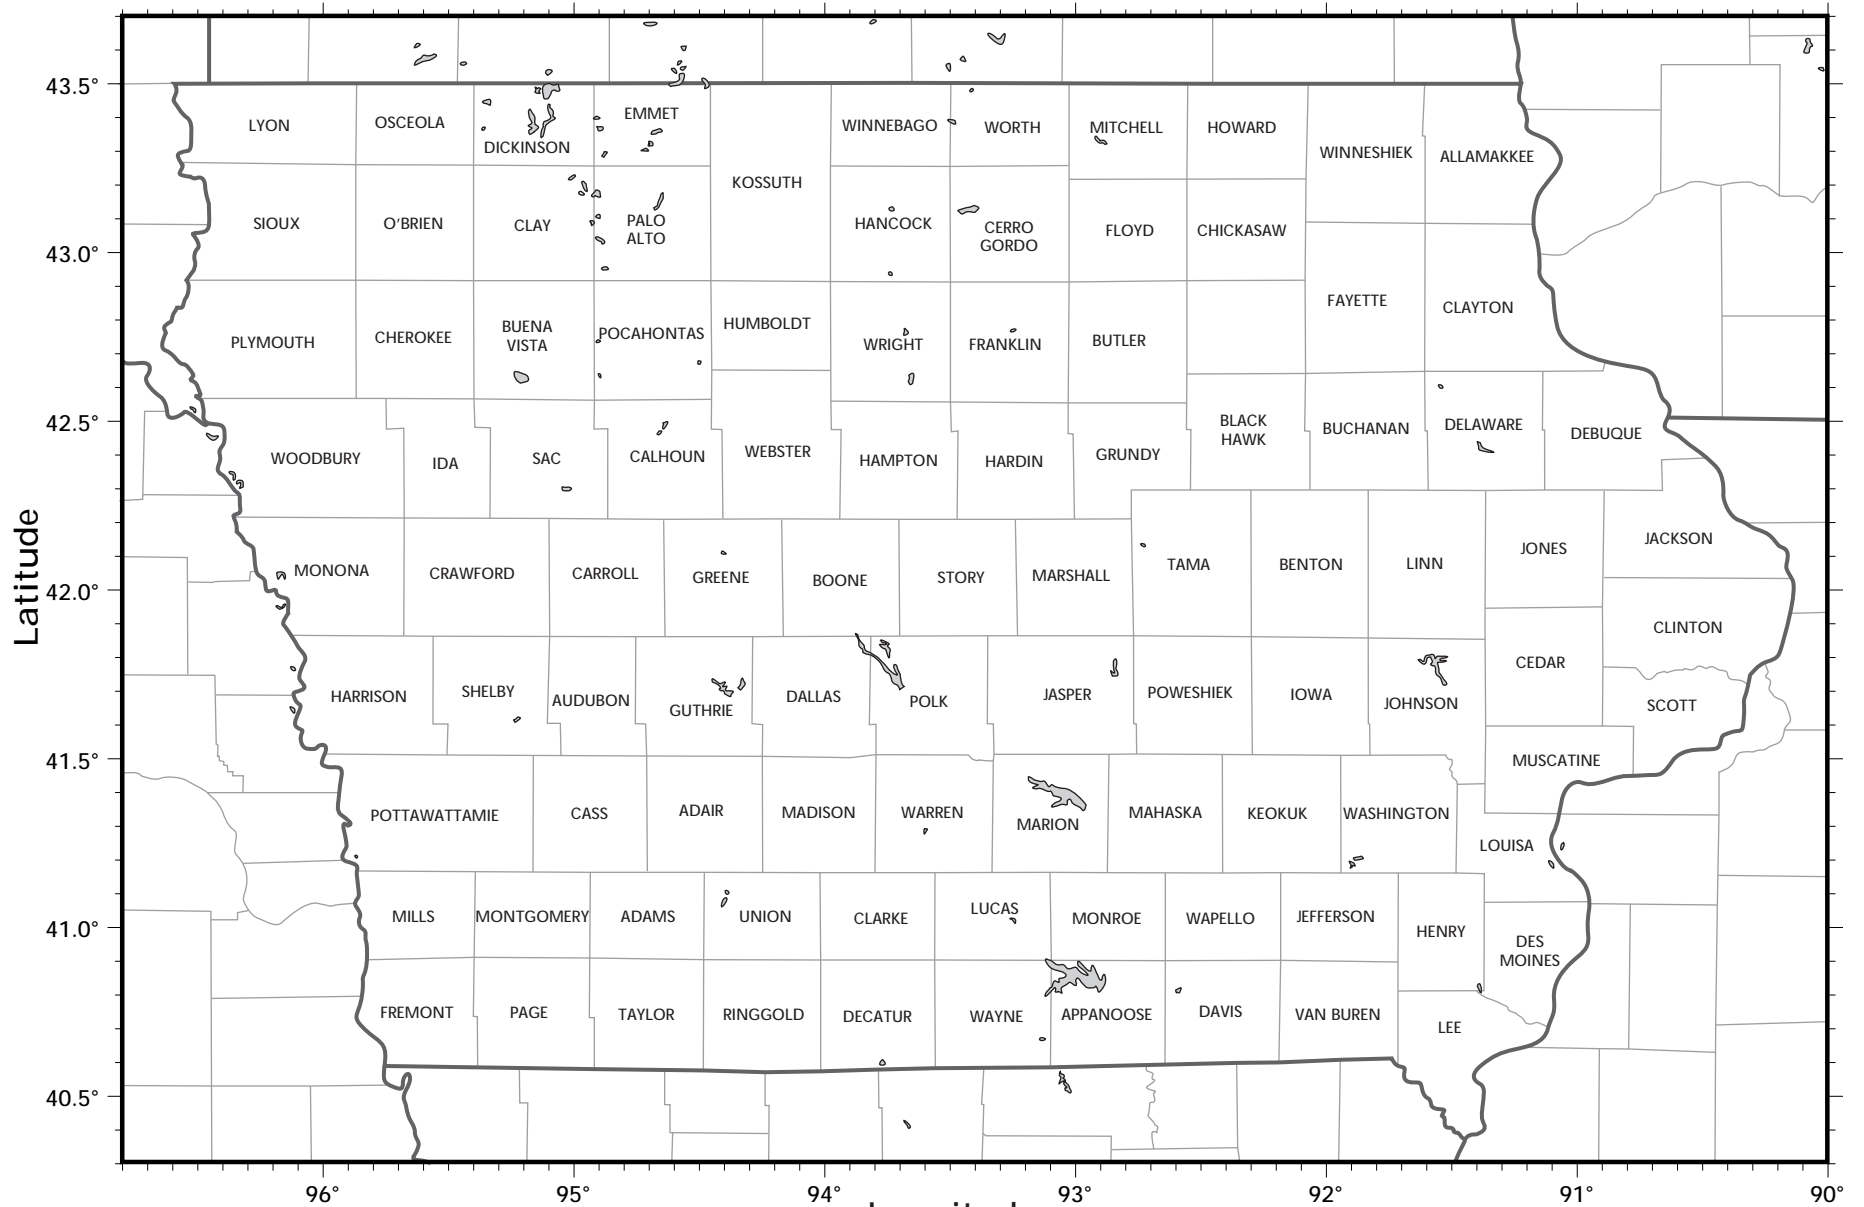 43.5°
LYON
OSCEOLA
DICKINSON
EMMET
WINNEBAGO
WORTH
MITCHELL
HOWARD
WINNESHIEK
ALLAMAKKEE
KOSSUTH
SIOUX
O'BRIEN
CLAY
PALO
ALTO
HANCOCK
CERRO
GORDO
FLOYD
CHICKASAW
43.0°
FAYETTE
CLAYTON
PLYMOUTH
CHEROKEE
BUENA
VISTA
POCAHONTAS
HUMBOLDT
WRIGHT
FRANKLIN
BUTLER
42.5°
WOODBURY
IDA
SAC
CALHOUN
WEBSTER
HAMPTON
HARDIN
GRUNDY
BLACK
HAWK
BUCHANAN
DELAWARE
DEBUQUE
Latitude
MONONA
CRAWFORD
CARROLL
GREENE
BOONE
STORY
MARSHALL
TAMA
BENTON
LINN
JONES
JACKSON
42.0°
CLINTON
HARRISON
SHELBY
AUDUBON
GUTHRIE
DALLAS
POLK
JASPER
POWESHIEK
IOWA
JOHNSON
CEDAR
SCOTT
41.5°
MUSCATINE
POTTAWATTAMIE
CASS
ADAIR
MADISON
WARREN
MARION
MAHASKA
KEOKUK
WASHINGTON
LOUISA
41.0°
MILLS
MONTGOMERY
ADAMS
UNION
CLARKE
LUCAS
MONROE
WAPELLO
JEFFERSON
HENRY
DES
MOINES
FREMONT
PAGE
TAYLOR
RINGGOLD
DECATUR
WAYNE
APPANOOSE
DAVIS
VAN BUREN
LEE
40.5°
96°
95°
94°
93°
92°
91°
90°